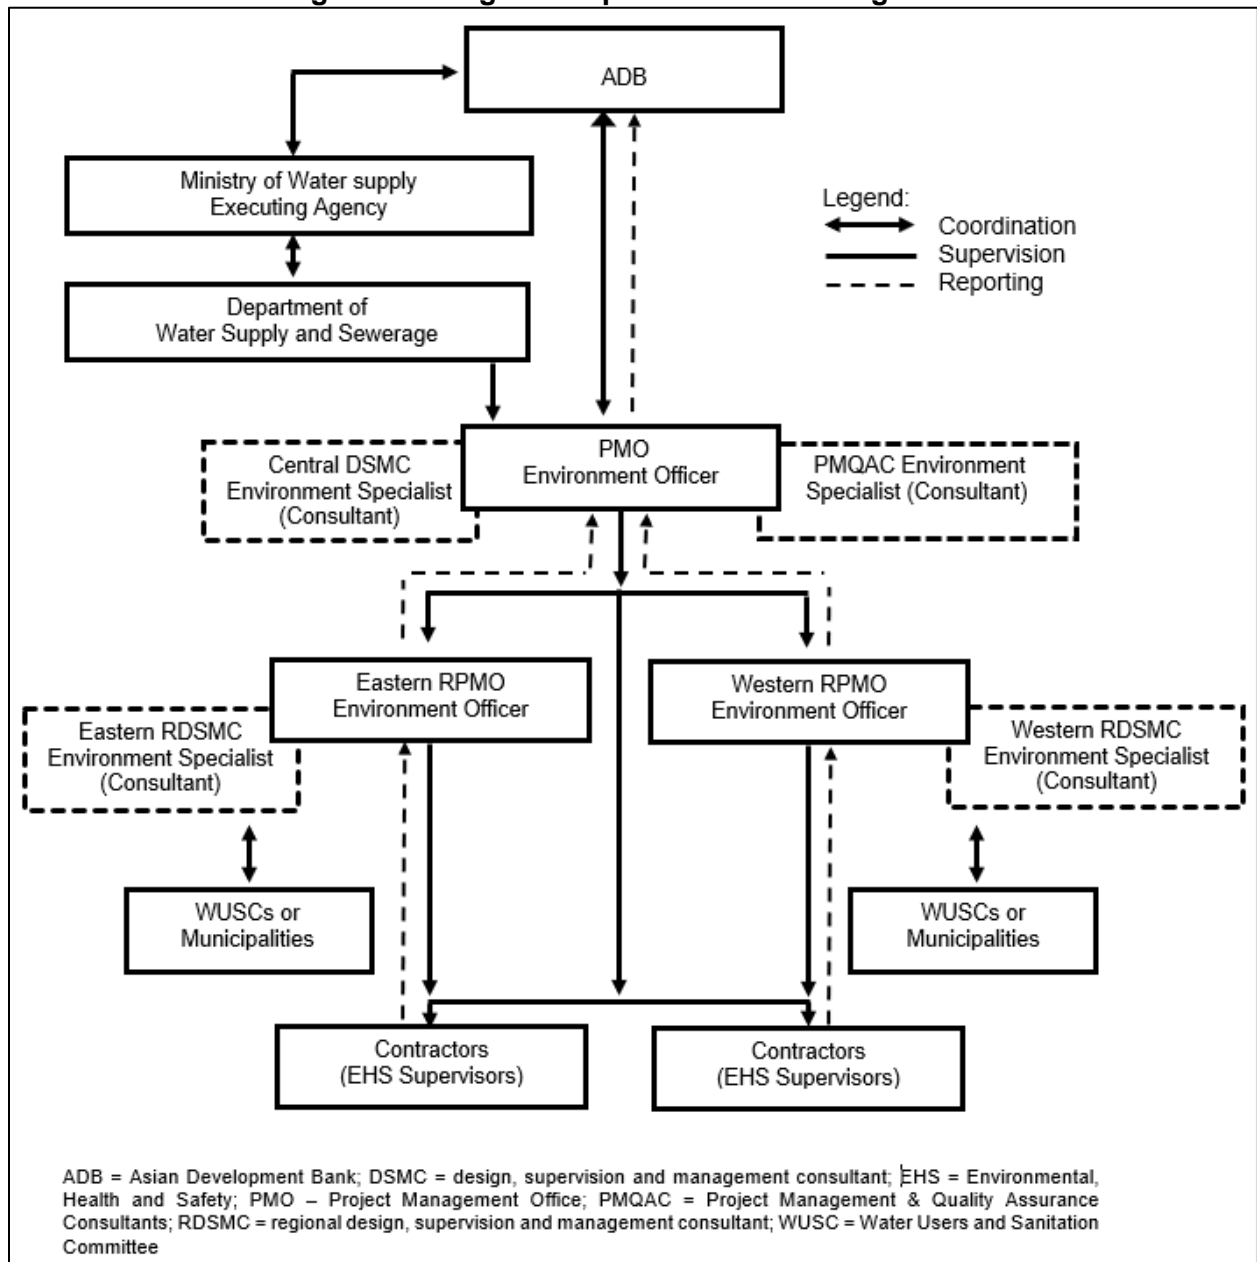 ADB
Ministry of Water supply
Executing Agency
Legend:
Coordination
Supervision
Reporting
Department of
Water Supply and Sewerage
Central DSMC
Environment Specialist
(Consultant)
PMO
Environment Officer
PMQAC Environment
Specialist (Consultant)
Eastern RPMO
Environment Officer
Western RPMO
Environment Officer
Eastern RDSMC
Environment Specialist
(Consultant)
Western RDSMC
Environment Specialist
(Consultant)
WUSCs or
Municipalities
WUSCs or
Municipalities
Contractors
(EHS Supervisors)
Contractors
(EHS Supervisors)
ADB = Asian Development Bank; DSMC = design, supervision and management consultant; EHS = Environmental,
Health and Safety; PMO – Project Management Office; PMQAC = Project Management & Quality Assurance
Consultants; RDSMC = regional design, supervision and management consultant; WUSC = Water Users and Sanitation
Committee